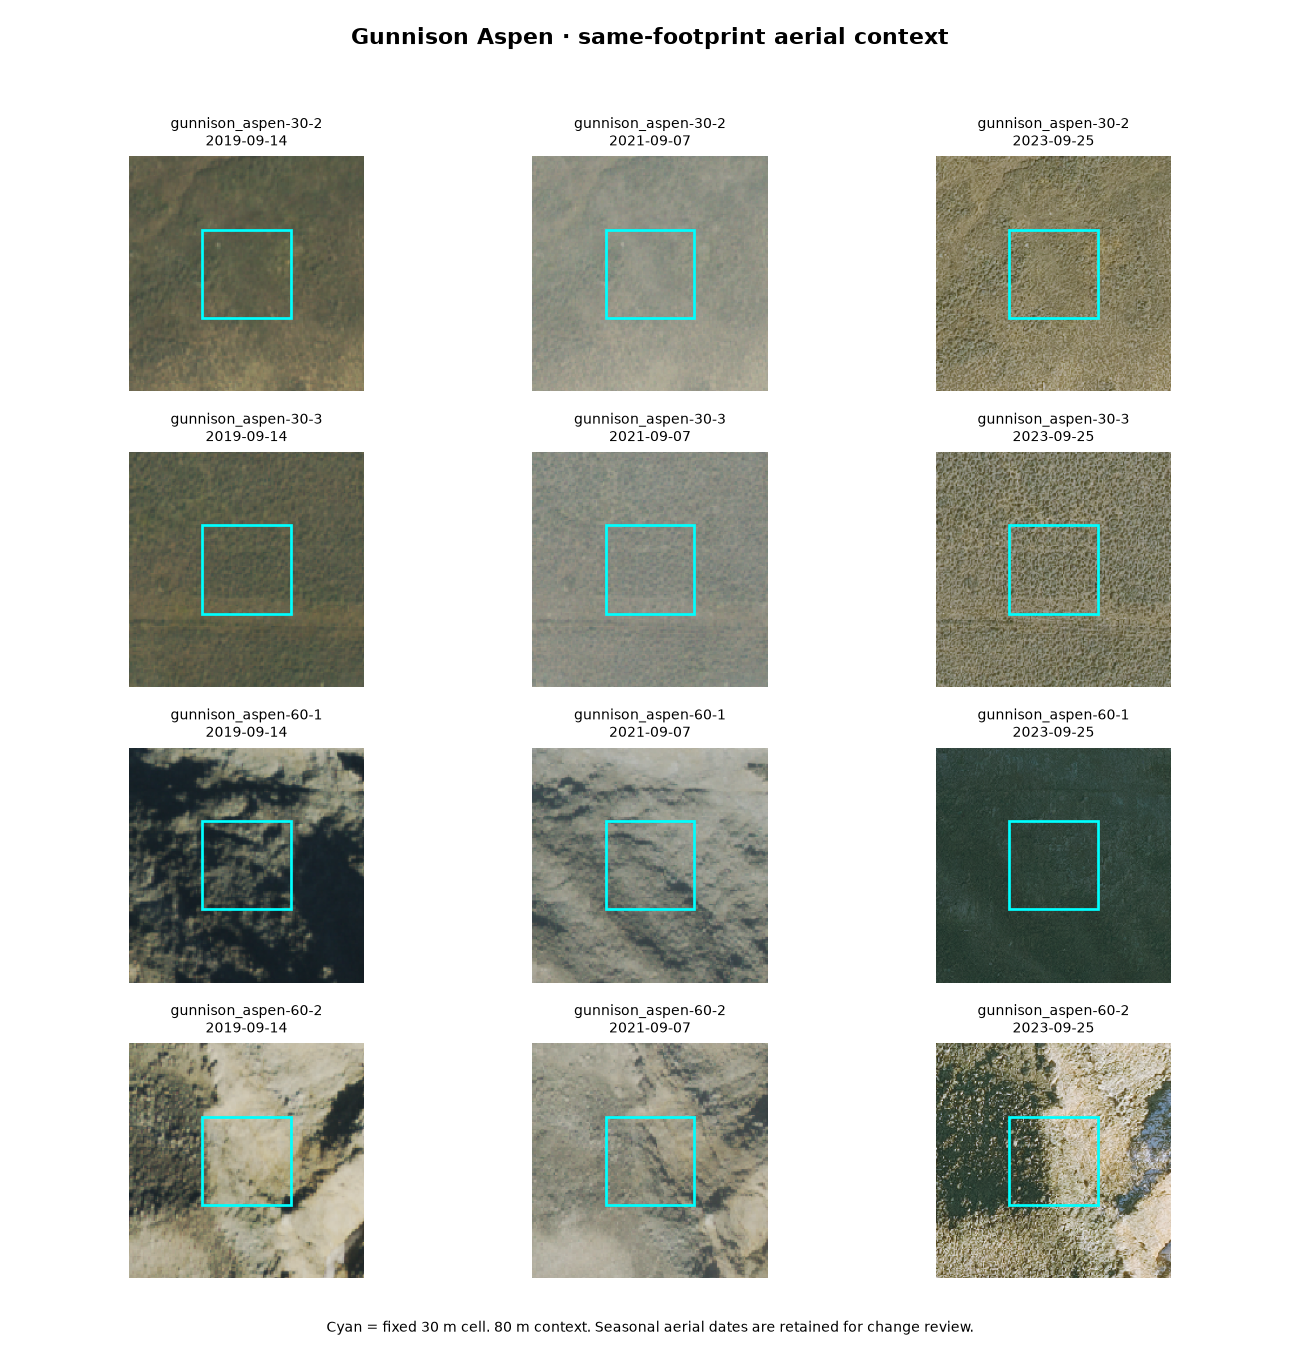 Gunnison Aspen · same-footprint aerial context
gunnison_aspen-30-2
2019-09-14
gunnison_aspen-30-2
2021-09-07
gunnison_aspen-30-2
2023-09-25
gunnison_aspen-30-3
2019-09-14
gunnison_aspen-30-3
2021-09-07
gunnison_aspen-30-3
2023-09-25
gunnison_aspen-60-1
2019-09-14
gunnison_aspen-60-1
2021-09-07
gunnison_aspen-60-1
2023-09-25
gunnison_aspen-60-2
2019-09-14
gunnison_aspen-60-2
2021-09-07
gunnison_aspen-60-2
2023-09-25
Cyan = fixed 30 m cell. 80 m context. Seasonal aerial dates are retained for change review.